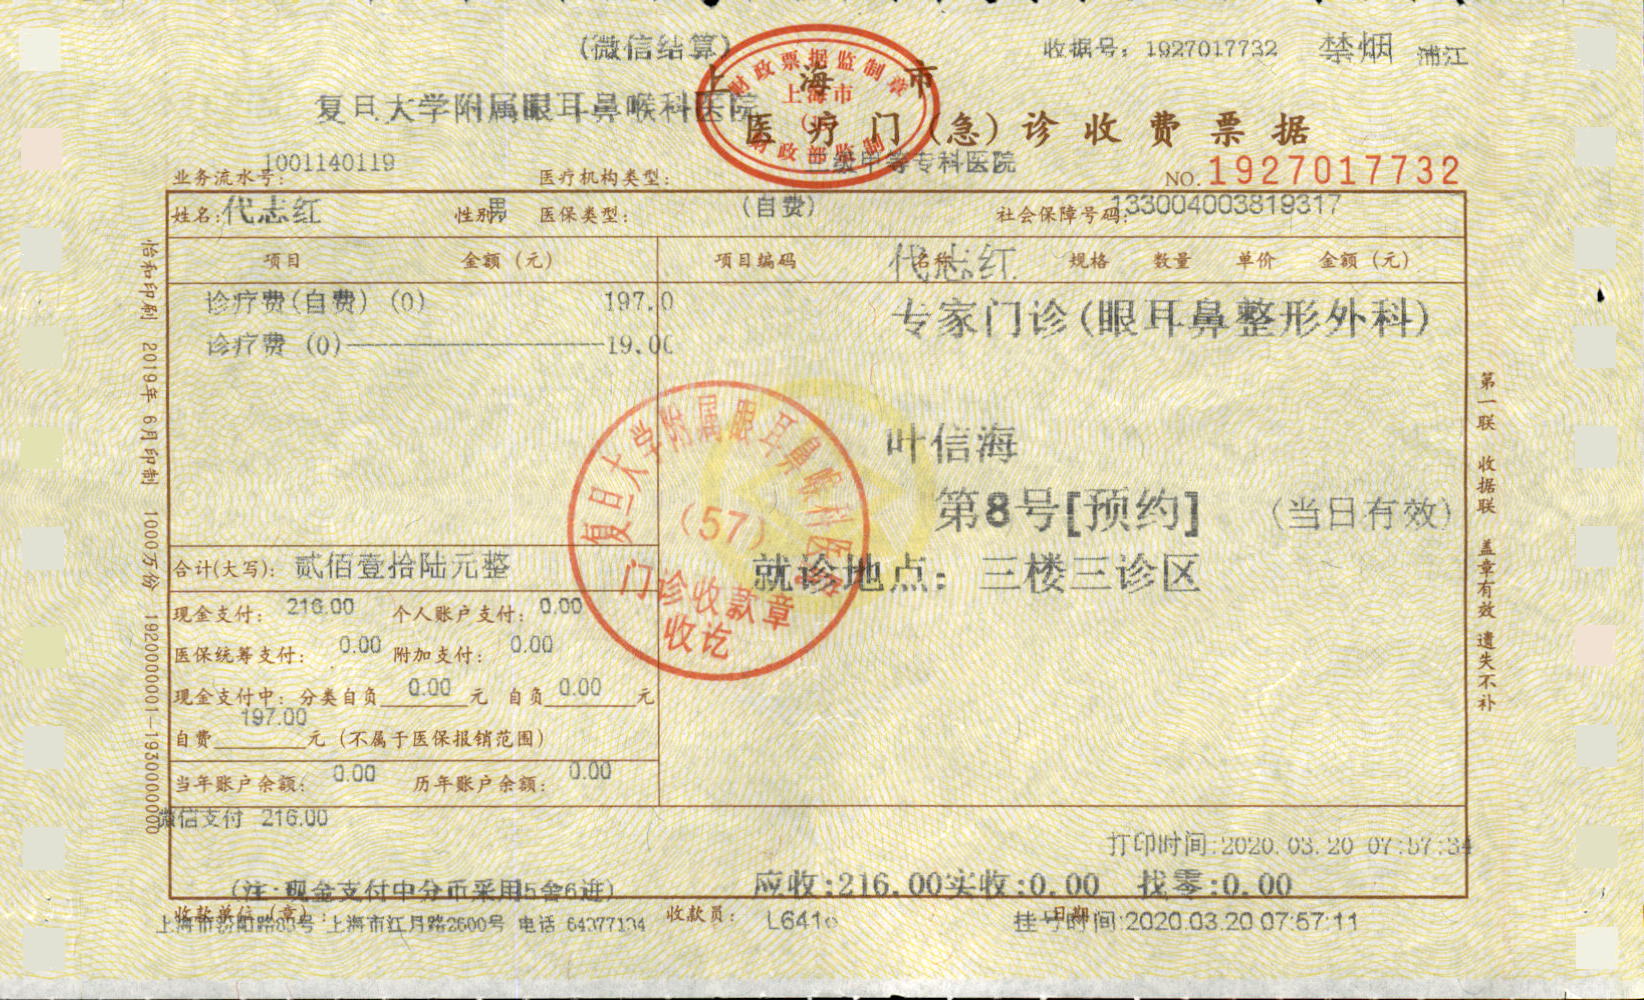 (微信结算)
收据号：1927017732 禁烟 浦江
上海市
复旦大学附属眼耳鼻喉科医院
医疗门(急)诊收费票据
财政票据监制章
上海市
财政部监制
业务流水号：1001140119
医疗机构类型：三级甲等专科医院
NO.1927017732
姓名：代志红 性别：男 医保类型：(自费) 社会保障号码：133004003819317
项目 金额（元） 项目编码 名称 规格 数量 单价 金额（元）
代志红
诊疗费(自费) (0) 197.0
诊疗费 (0) 19.00
专家门诊(眼耳鼻整形外科)
叶信海
第8号[预约] (当日有效)
就诊地点：三楼三诊区
复旦大学附属眼耳鼻喉科医院
(57)
门诊收款章
收讫
合计(大写)：贰佰壹拾陆元整
现金支付：216.00 个人账户支付：0.00
医保统筹支付：0.00 附加支付：0.00
现金支付中：分类自负0.00元 自负0.00元
自费197.00元（不属于医保报销范围）
当年账户余额：0.00 历年账户余额：0.00
微信支付 216.00
打印时间:2020.03.20 07:57:34
(注:现金支付中分币采用5舍6进)
应收:216.00实收:0.00 找零:0.00
收款单位（章）：
上海市汾阳路83号 上海市江月路2600号 电话 64377134
收款员：L641
日期
挂号时间:2020.03.20 07:57:11
怡和印刷 2019年6月印制 1000万份 1920000001-1930000000
第一联 收据联 盖章有效 遗失不补